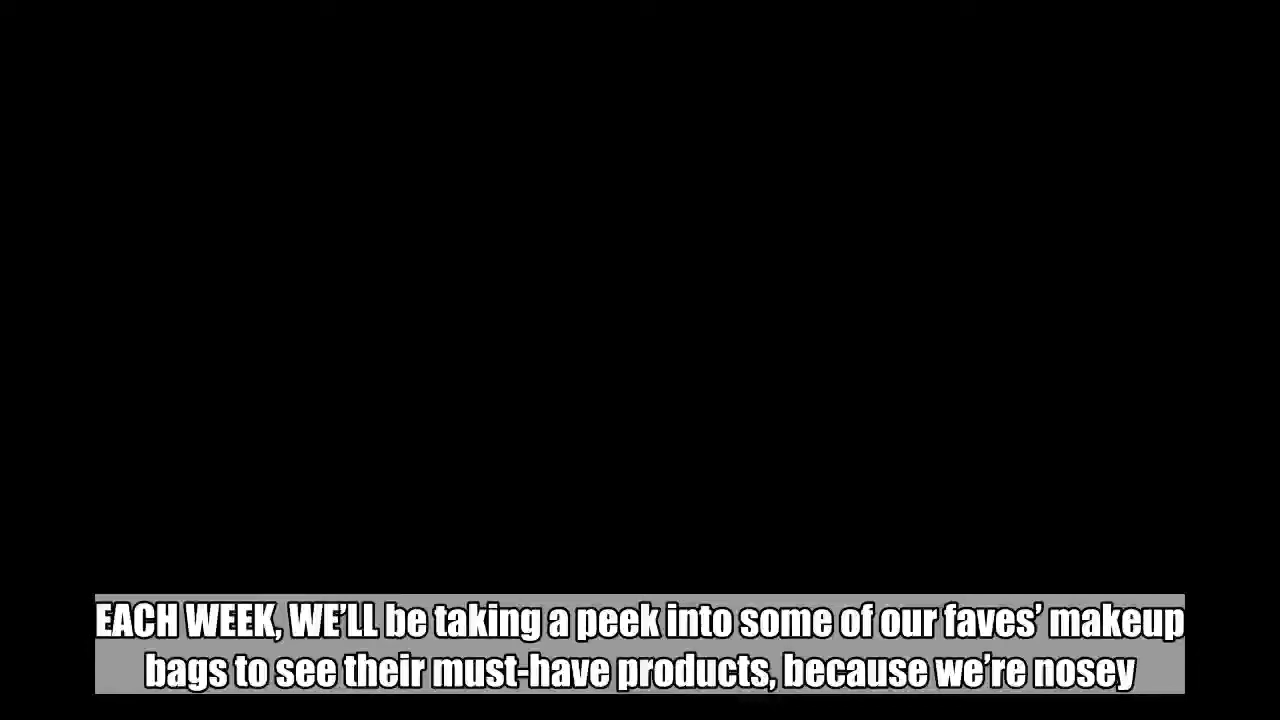 EACH WEEK, WE’LL be taking a peek into some of our faves’ makeup
bags to see their must-have products, because we’re nosey